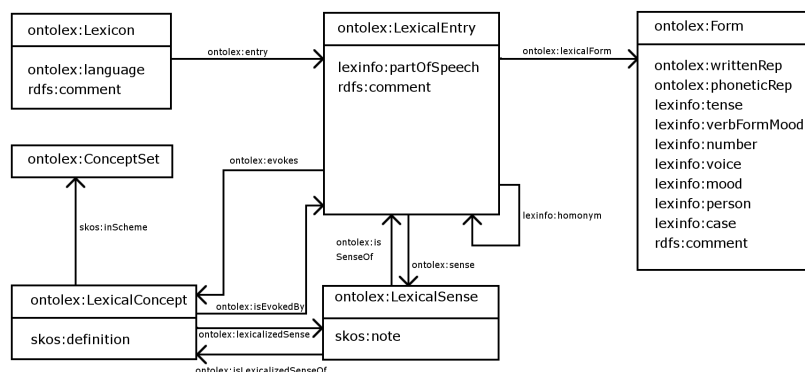 ontolex:Lexicon
ontolex:language
rdfs:comment
ontolex:entry
ontolex:LexicalEntry
lexinfo:partOfSpeech
rdfs:comment
ontolex:lexicalForm
ontolex:Form
ontolex:writtenRep
ontolex:phoneticRep
lexinfo:tense
lexinfo:verbFormMood
lexinfo:number
lexinfo:voice
lexinfo:mood
lexinfo:person
lexinfo:case
rdfs:comment
ontolex:ConceptSet
ontolex:evokes
skos:inScheme
lexinfo:homonym
ontolex:is
SenseOf
ontolex:sense
ontolex:LexicalConcept
skos:definition
ontolex:isEvokedBy
ontolex:lexicalizedSense
ontolex:isLexicalizedSenseOf
ontolex:LexicalSense
skos:note